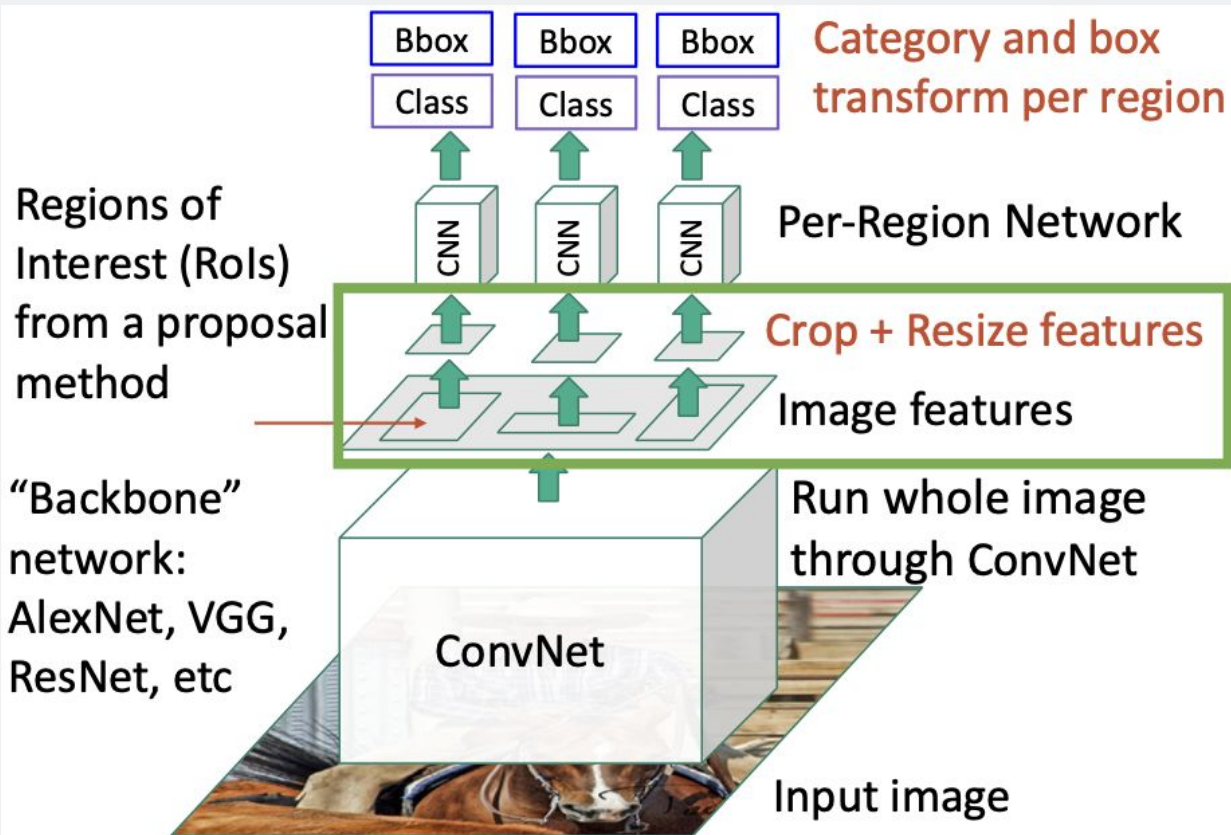 Bbox
Bbox
Bbox
Category and box
transform per region
Class
Class
Class
Regions of
Interest (RoIs)
from a proposal
method
CNN
CNN
CNN
Per-Region Network
Crop + Resize features
Image features
“Backbone”
network:
AlexNet, VGG,
ResNet, etc
Run whole image
through ConvNet
ConvNet
Input image